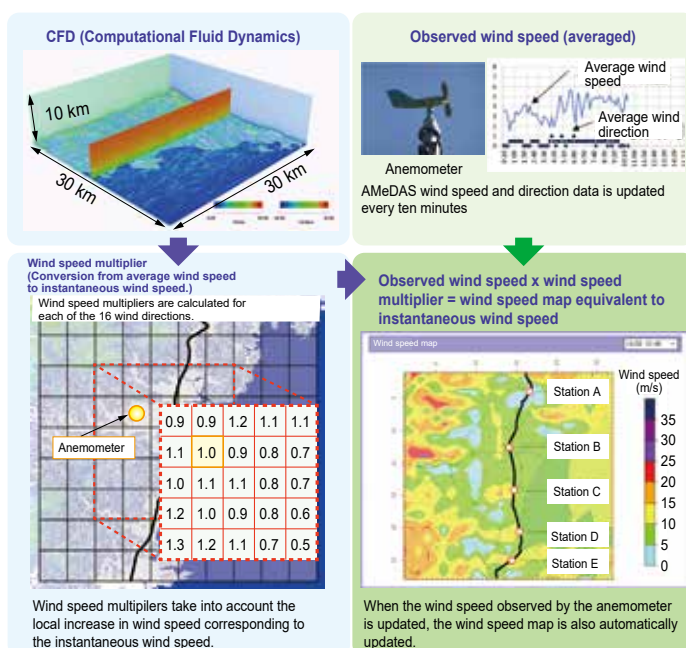 CFD (Computational Fluid Dynamics)
10 km
30 km
30 km
Observed wind speed (averaged)
Average wind
speed
Average wind
direction
Anemometer
AMeDAS wind speed and direction data is updated
every ten minutes
Wind speed multiplier
(Conversion from average wind speed
to instantaneous wind speed.)
Wind speed multipliers are calculated for
each of the 16 wind directions.
Anemometer
0.9 0.9 1.2 1.1 1.1
1.1 1.0 0.9 0.8 0.7
1.0 1.1 1.1 0.8 0.7
1.2 1.0 0.9 0.8 0.6
1.3 1.2 1.1 0.7 0.5
Wind speed multipilers take into account the
local increase in wind speed corresponding to
the instantaneous wind speed.
Observed wind speed x wind speed
multiplier = wind speed map equivalent to
instantaneous wind speed
Wind speed map
Wind speed
(m/s)
Station A
Station B
Station C
Station D
Station E
35
30
25
20
15
10
5
0
When the wind speed observed by the anemometer
is updated, the wind speed map is also automatically
updated.